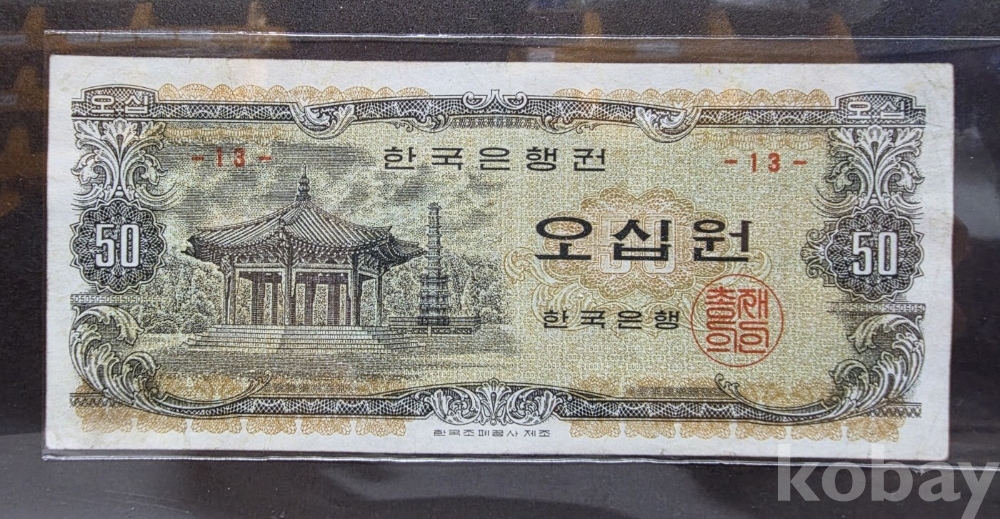 오십 오십
-13- 한국은행권 -13-
50 오십원 50
한국은행
총재의인
한국조폐공사 제조
kobay